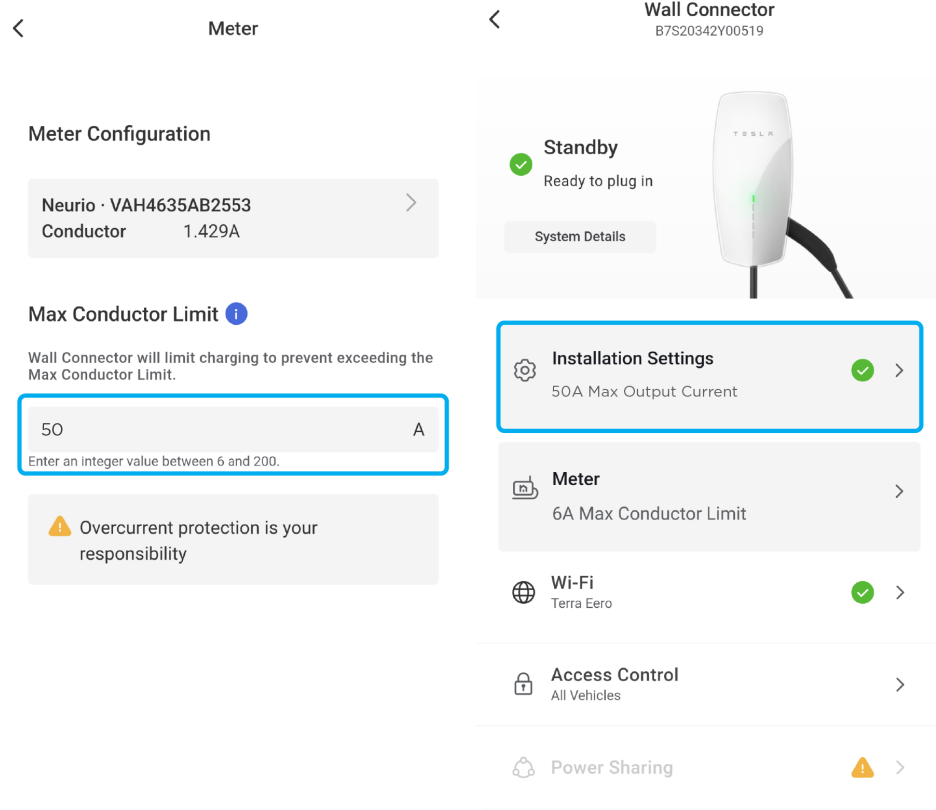 Meter
Meter Configuration
Neurio · VAH4635AB2553
Conductor 1.429A
Max Conductor Limit i
Wall Connector will limit charging to prevent exceeding the
Max Conductor Limit.
50 A
Enter an integer value between 6 and 200.
Overcurrent protection is your
responsibility
Wall Connector
B7S20342Y00519
Standby
Ready to plug in
System Details
TESLA
Installation Settings
50A Max Output Current
Meter
6A Max Conductor Limit
Wi-Fi
Terra Eero
Access Control
All Vehicles
Power Sharing